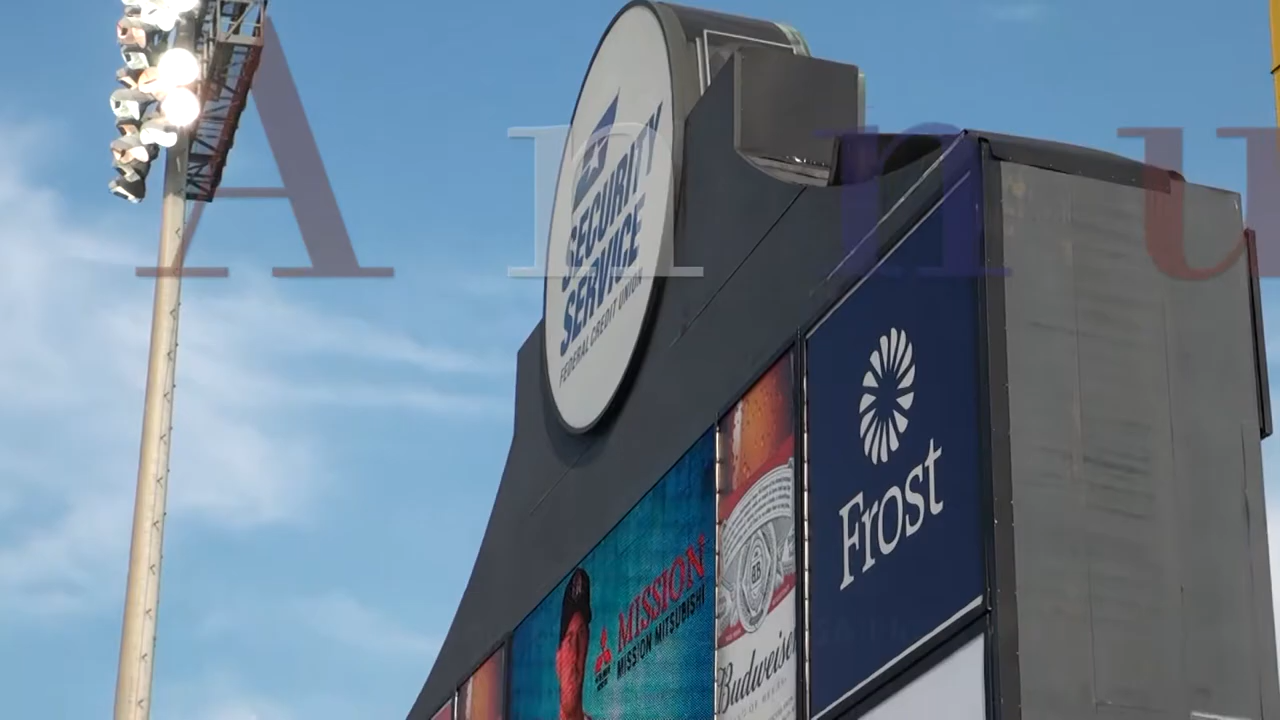 A n n u
SECURITY
SERVICE
FEDERAL CREDIT UNION
Frost
MISSION
MISSION MITSUBISHI
Budweiser